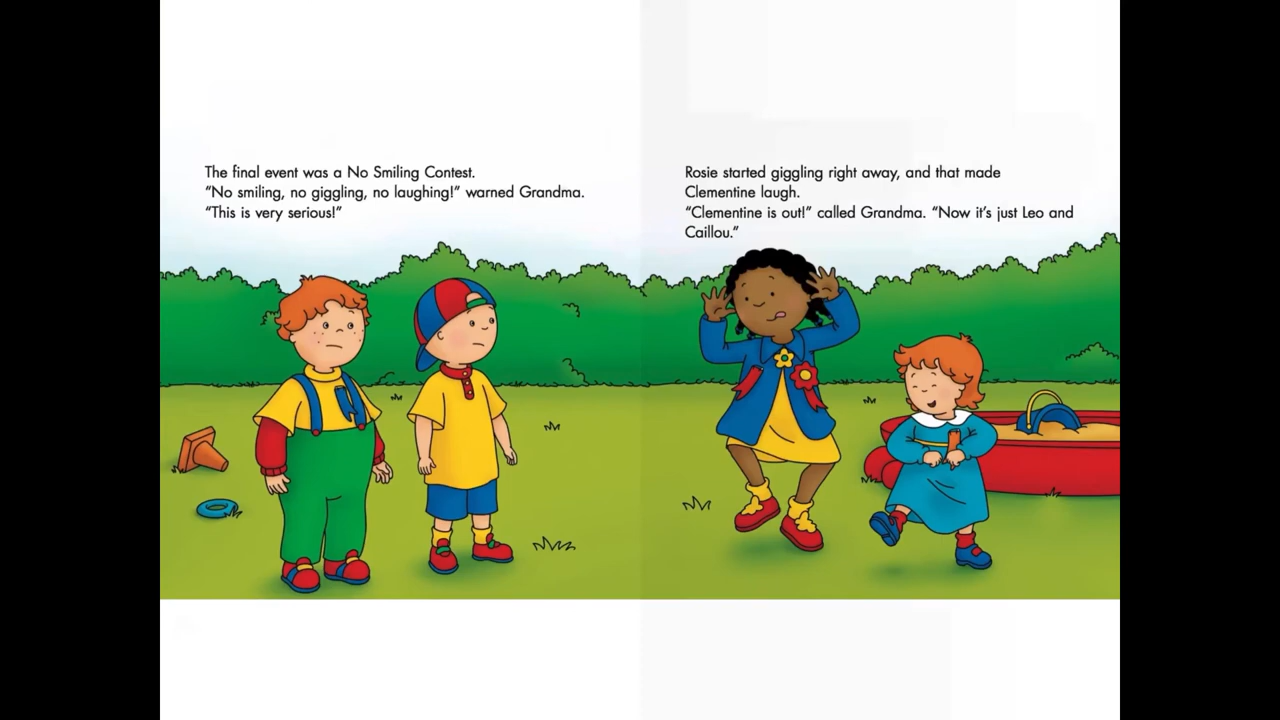 The final event was a No Smiling Contest.
“No smiling, no giggling, no laughing!” warned Grandma.
“This is very serious!”
Rosie started giggling right away, and that made
Clementine laugh.
“Clementine is out!” called Grandma. “Now it’s just Leo and
Caillou.”